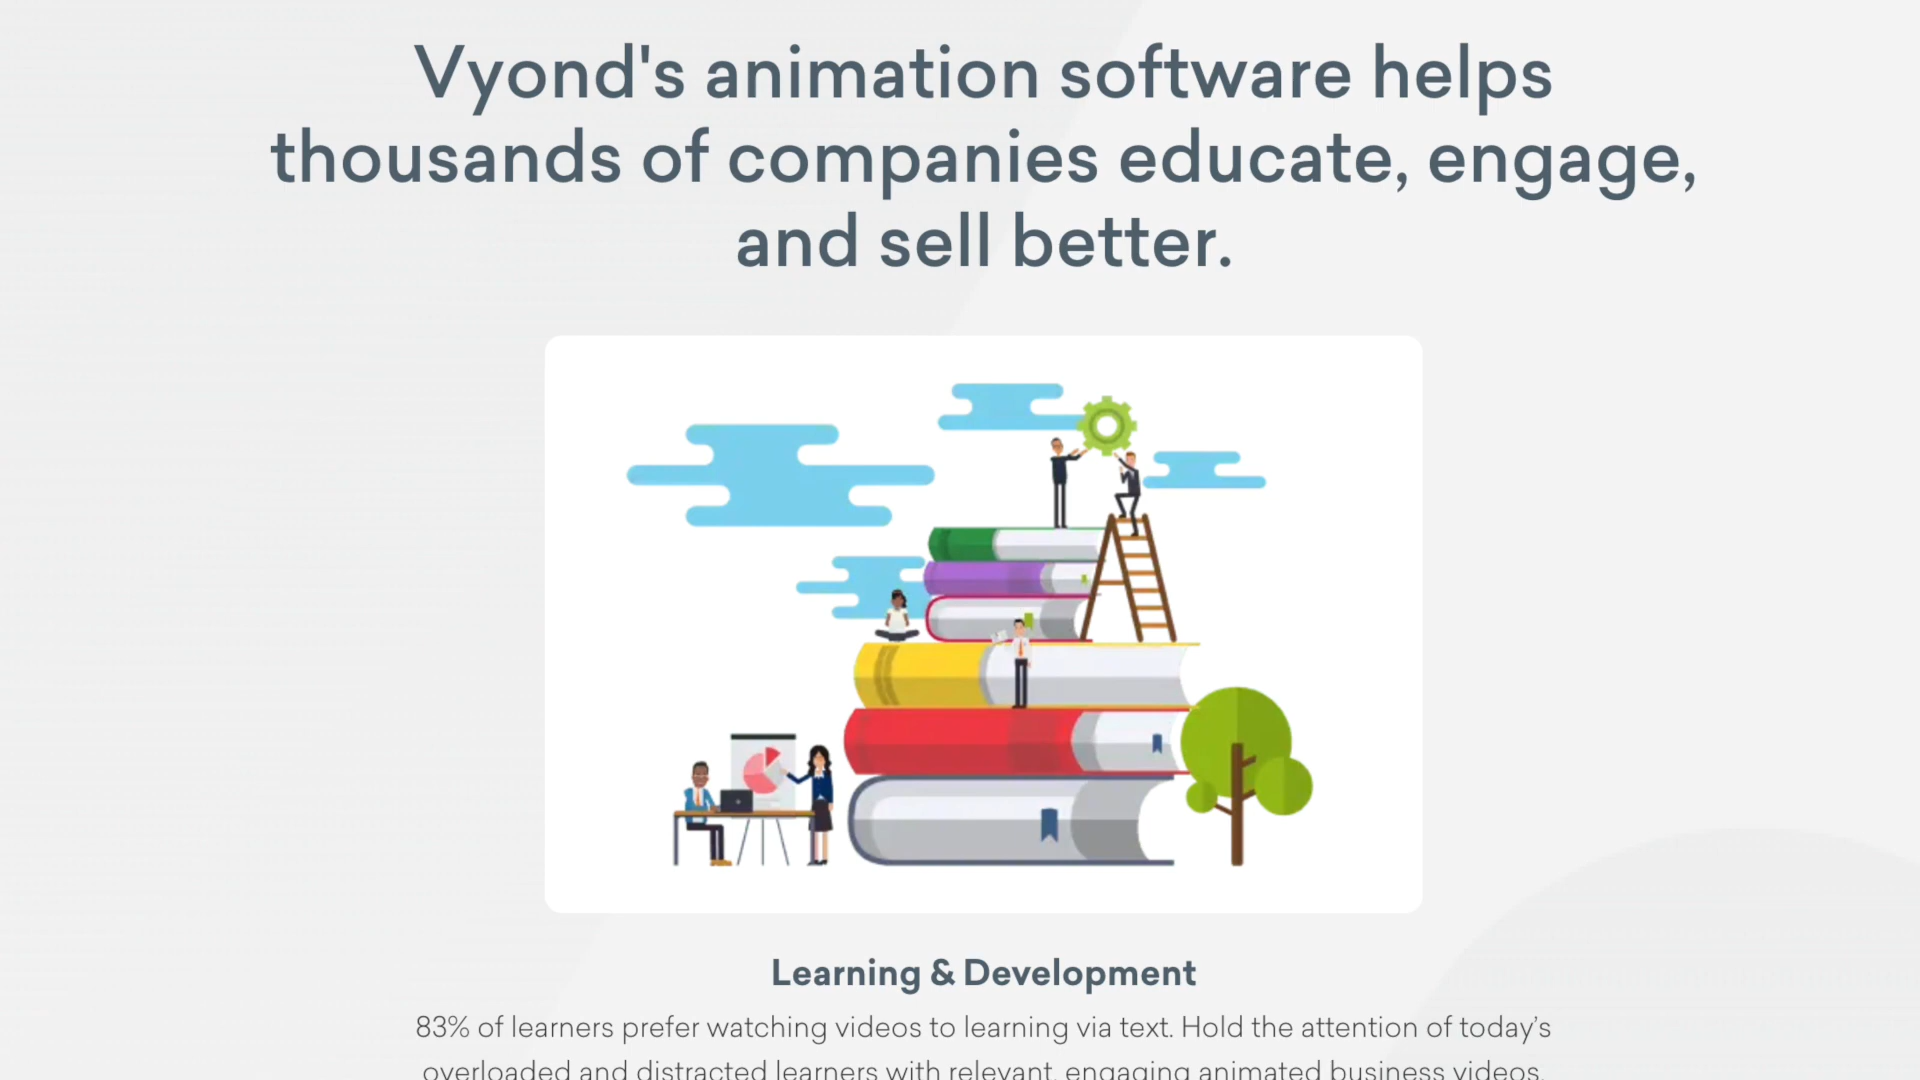 Vyond's animation software helps
thousands of companies educate, engage,
and sell better.
Learning & Development
83% of learners prefer watching videos to learning via text. Hold the attention of today’s
overloaded and distracted learners with relevant, engaging animated business videos.